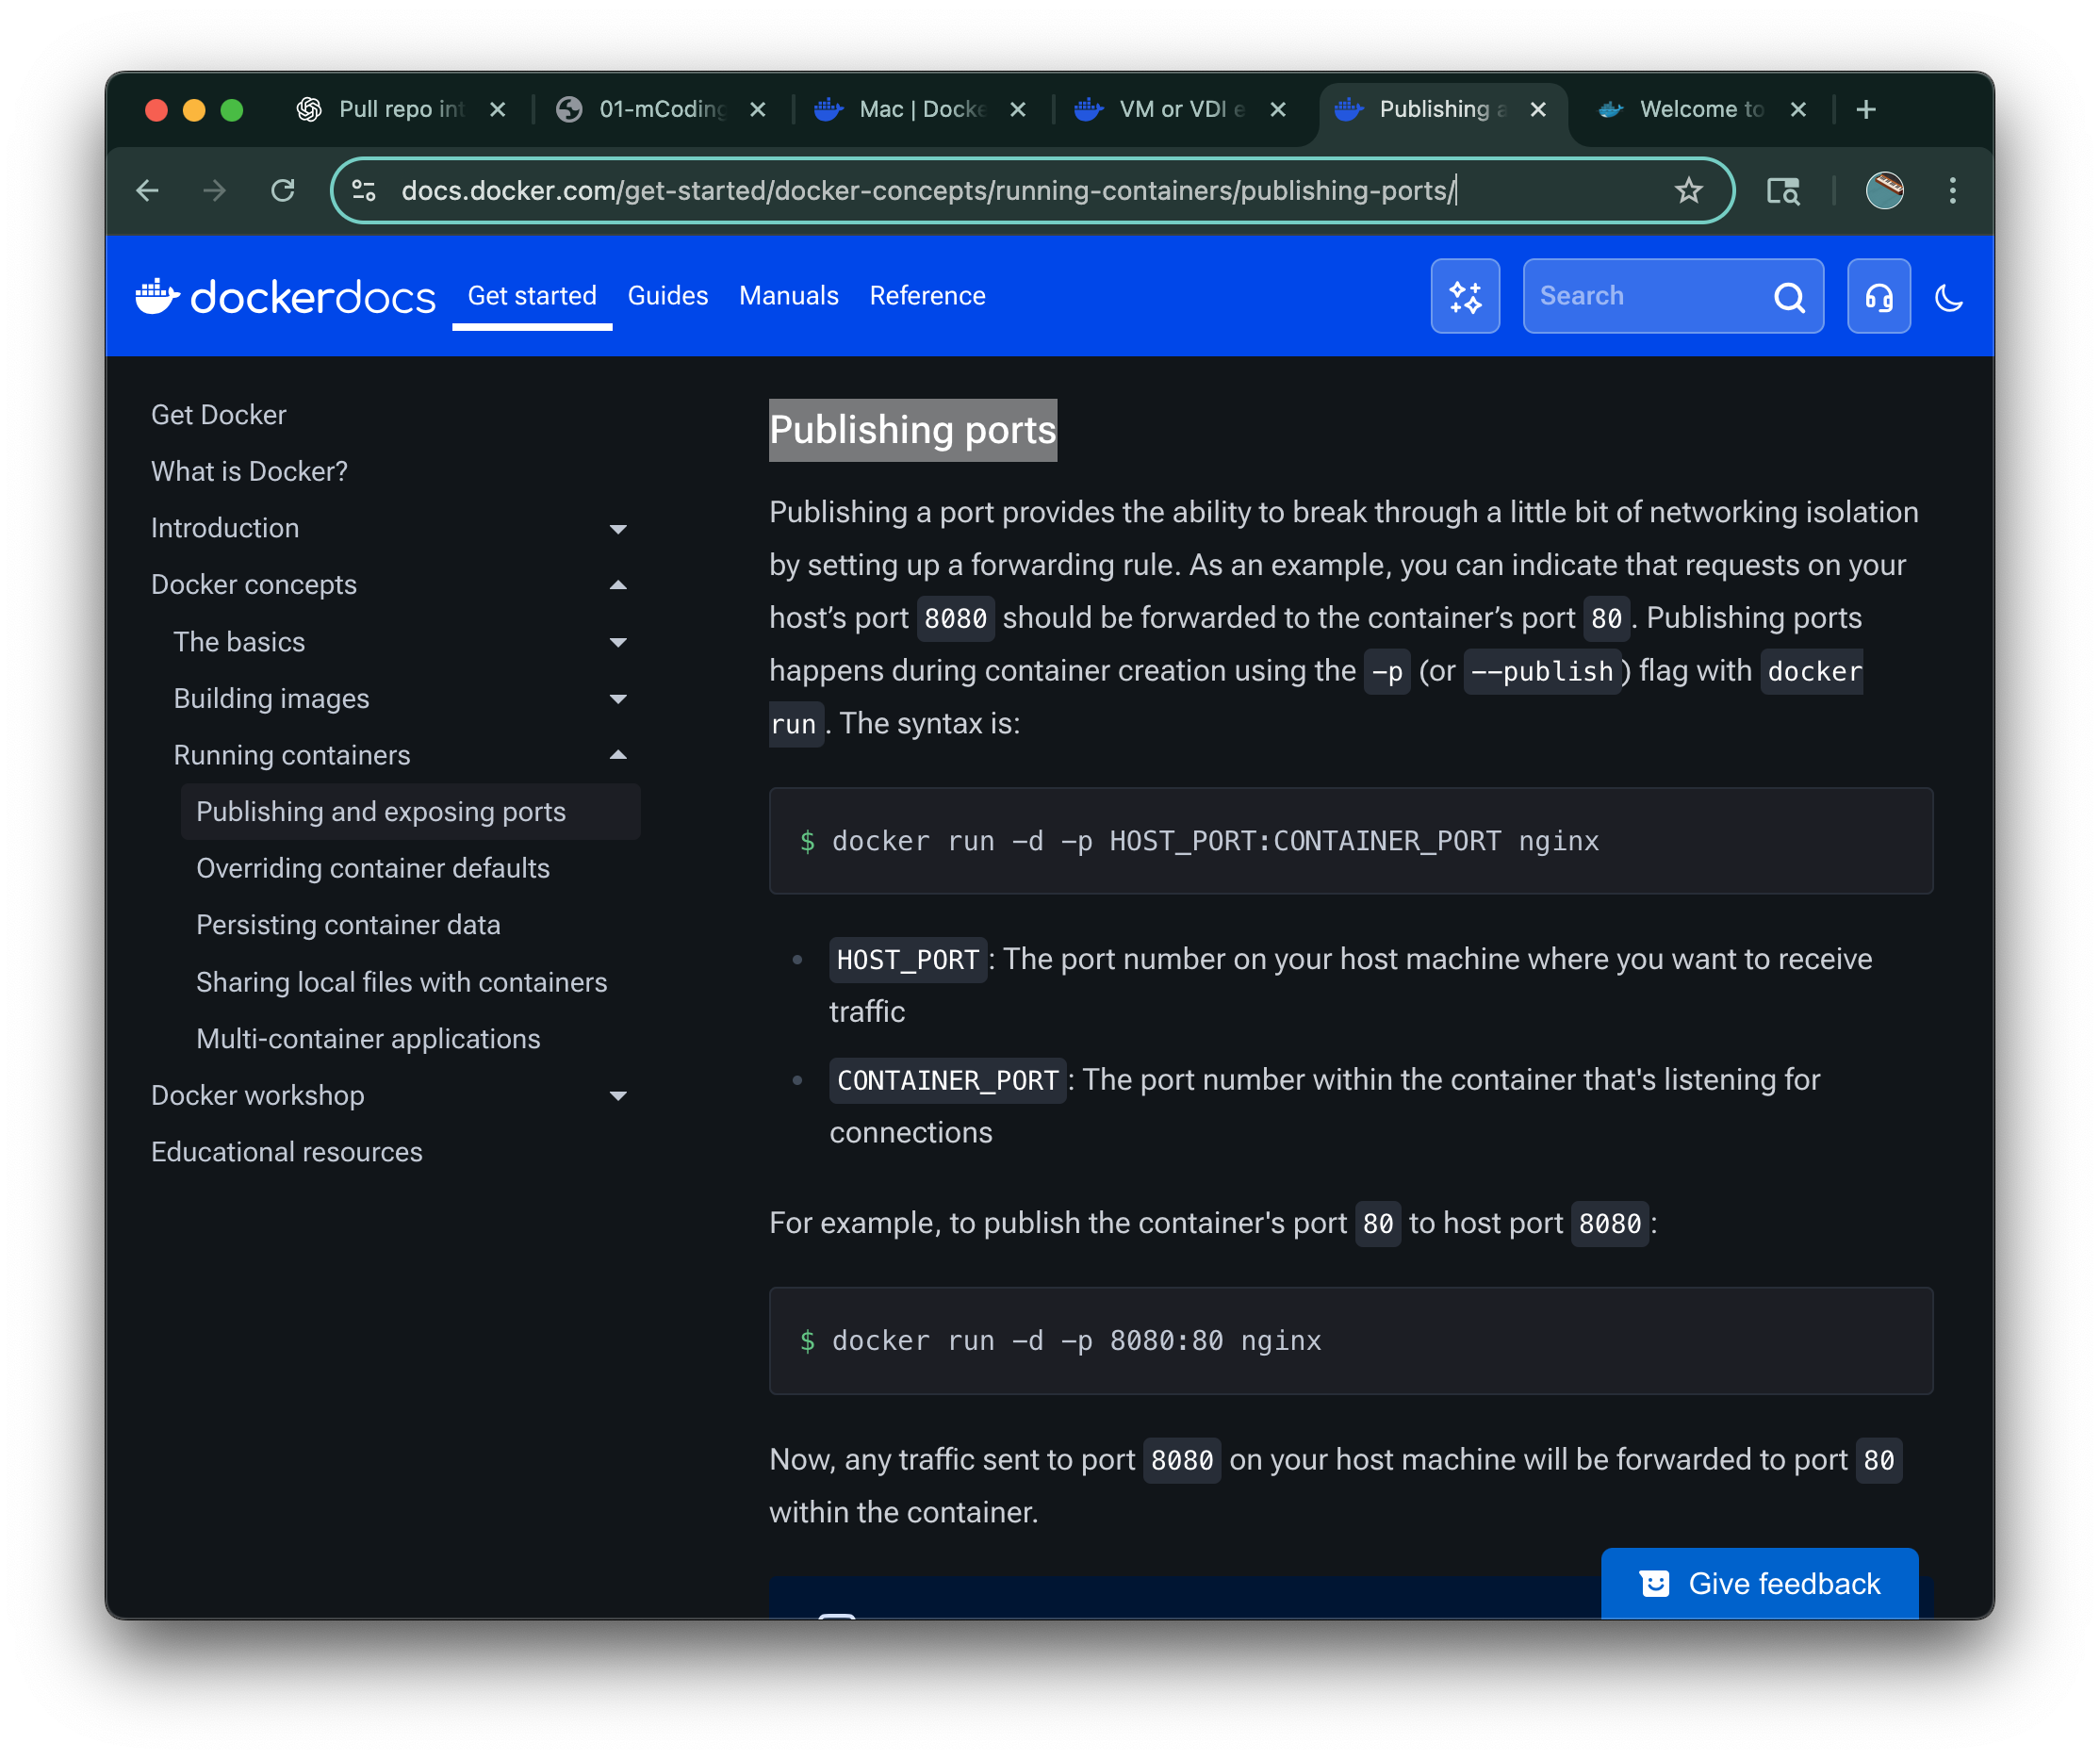 Pull repo int
01-mCoding
Mac | Docke
VM or VDI e
Publishing a
Welcome to
docs.docker.com/get-started/docker-concepts/running-containers/publishing-ports/
dockerdocs
Get started
Guides
Manuals
Reference
Search
Get Docker
What is Docker?
Introduction
Docker concepts
The basics
Building images
Running containers
Publishing and exposing ports
Overriding container defaults
Persisting container data
Sharing local files with containers
Multi-container applications
Docker workshop
Educational resources
Publishing ports
Publishing a port provides the ability to break through a little bit of networking isolation
by setting up a forwarding rule. As an example, you can indicate that requests on your
host’s port 8080 should be forwarded to the container’s port 80. Publishing ports
happens during container creation using the -p (or --publish) flag with docker
run. The syntax is:
$ docker run -d -p HOST_PORT:CONTAINER_PORT nginx
• HOST_PORT: The port number on your host machine where you want to receive
traffic
• CONTAINER_PORT: The port number within the container that's listening for
connections
For example, to publish the container's port 80 to host port 8080:
$ docker run -d -p 8080:80 nginx
Now, any traffic sent to port 8080 on your host machine will be forwarded to port 80
within the container.
Give feedback